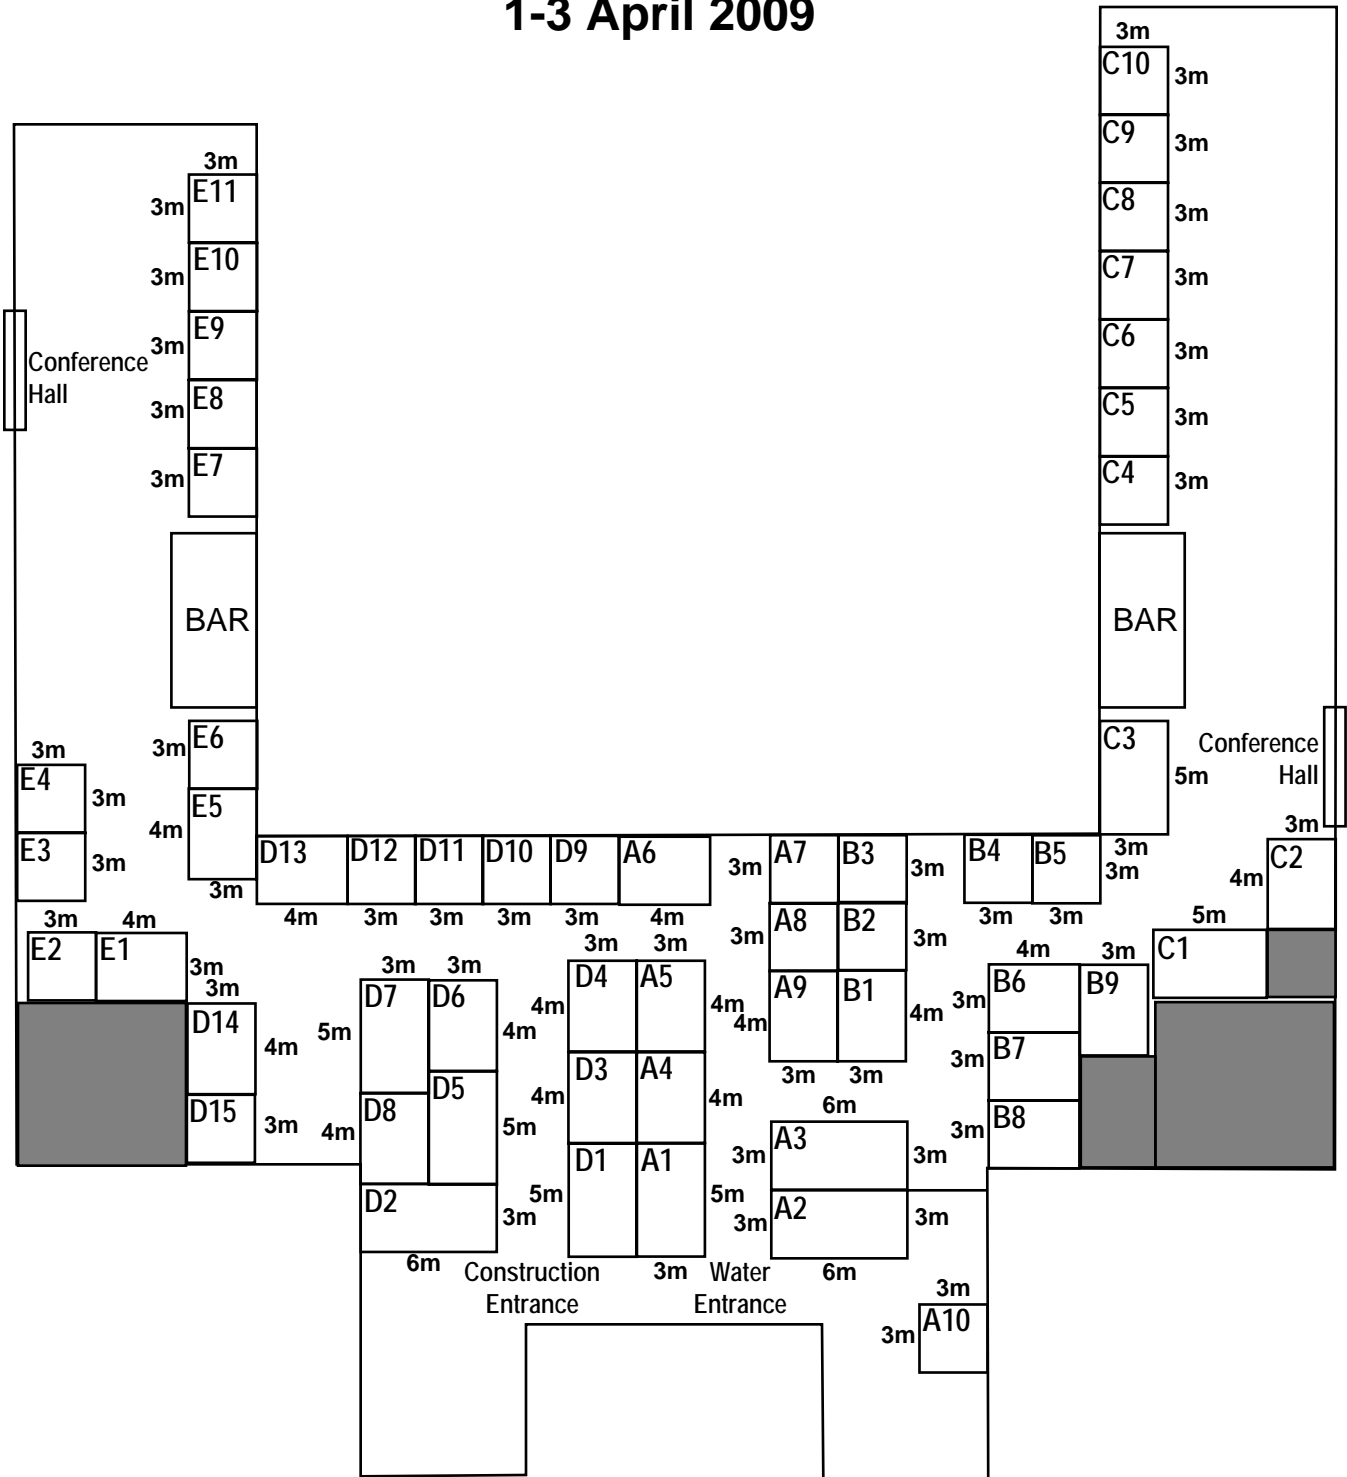 1-3 April 2009
3m
C10
3m
C9
3m
C8
3m
C7
3m
C6
3m
C5
3m
C4
3m
3m
E11
3m
E10
3m
E9
3m
Conference
Hall
E8
3m
E7
3m
BAR
BAR
E6
3m
3m
E4
3m
E5
4m
E3
3m
3m
C3
5m
Conference
Hall
3m
3m
C2
4m
D13
D12
D11
D10
D9
A6
4m
3m
3m
3m
3m
4m
3m
A7
B3
3m
B4
B5
3m
3m
3m
3m
A8
B2
3m
5m
C1
3m
4m
E2
E1
3m
3m
D14
4m
D15
3m
3m
3m
D7
D6
5m
4m
D8
D5
4m
5m
D2
3m
6m
3m
3m
D4
A5
4m
4m
D3
A4
4m
4m
D1
A1
5m
5m
3m
4m
A9
B1
4m
3m
3m
4m
3m
3m
B6
B9
3m
B7
3m
B8
6m
3m
A3
3m
3m
A2
3m
6m
Construction
Entrance
Water
Entrance
3m
3m
A10